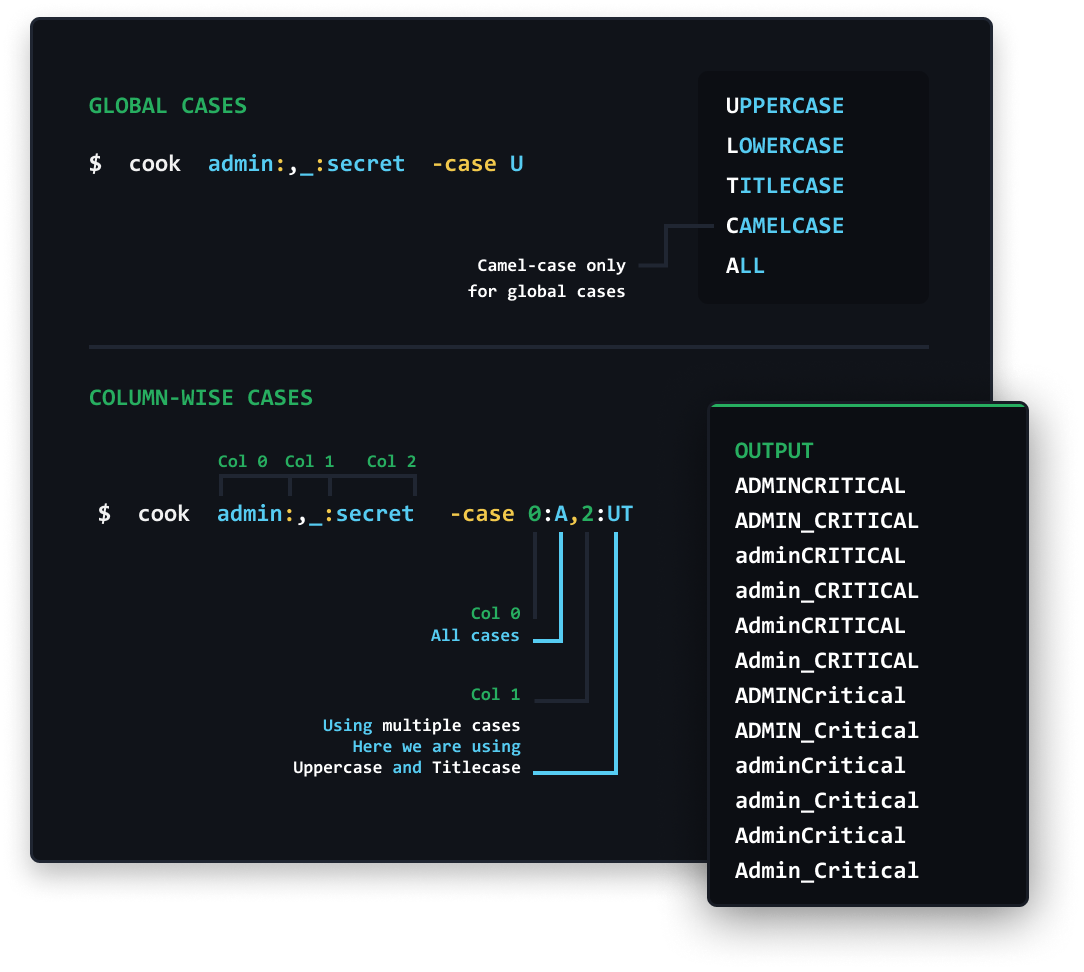 GLOBAL CASES
$ cook admin:,_:secret -case U
UPPERCASE
LOWERCASE
TITLECASE
CAMELCASE
ALL
Camel-case only
for global cases
COLUMN-WISE CASES
Col 0 Col 1 Col 2
$ cook admin:,_:secret -case 0:A,2:UT
Col 0
All cases
Col 1
Using multiple cases
Here we are using
Uppercase and Titlecase
OUTPUT
ADMINCRITICAL
ADMIN_CRITICAL
adminCRITICAL
admin_CRITICAL
AdminCRITICAL
Admin_CRITICAL
ADMINCritical
ADMIN_Critical
adminCritical
admin_Critical
AdminCritical
Admin_Critical